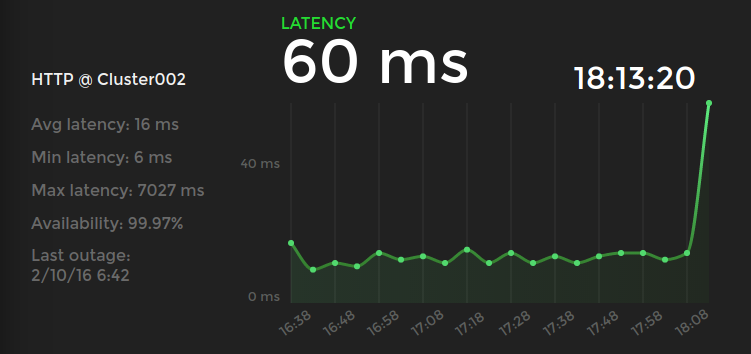 LATENCY
60 ms
18:13:20
HTTP @ Cluster002
Avg latency: 16 ms
Min latency: 6 ms
Max latency: 7027 ms
Availability: 99.97%
Last outage:
2/10/16 6:42
40 ms
0 ms
16:38 16:48 16:58 17:08 17:18 17:28 17:38 17:48 17:58 18:08